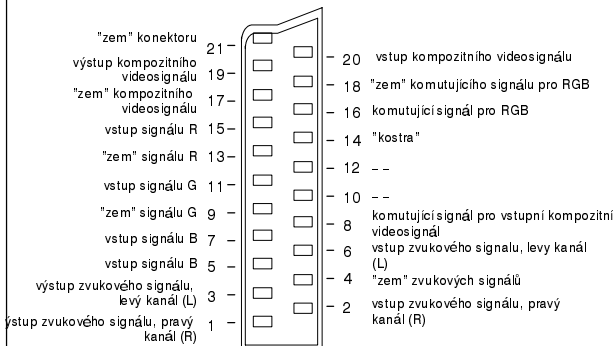 "zem" konektoru
21
výstup kompozitního
videosignálu
19
"zem" kompozitního
videosignálu
17
vstup signálu R
15
"zem" signálu R
13
vstup signálu G
11
"zem" signálu G
9
vstup signálu B
7
vstup signálu B
5
výstup zvukového signálu,
levý kanál (L)
3
ýstup zvukového signálu, pravý
kanál (R)
1
20 vstup kompozitního videosignálu
18 "zem" komutujícího signálu pro RGB
16 komutující signál pro RGB
14 "kostra"
12 – –
10 – –
8 komutující signál pro vstupní kompozitní
videosignál
6 vstup zvukového signalu, levy kanál
(L)
4 "zem" zvukových signálů
2 vstup zvukového signálu, pravý
kanál (R)